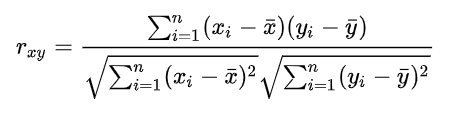 r_{xy} = \frac{\sum_{i=1}^{n}(x_i - \bar{x})(y_i - \bar{y})}{\sqrt{\sum_{i=1}^{n}(x_i - \bar{x})^2}\sqrt{\sum_{i=1}^{n}(y_i - \bar{y})^2}}